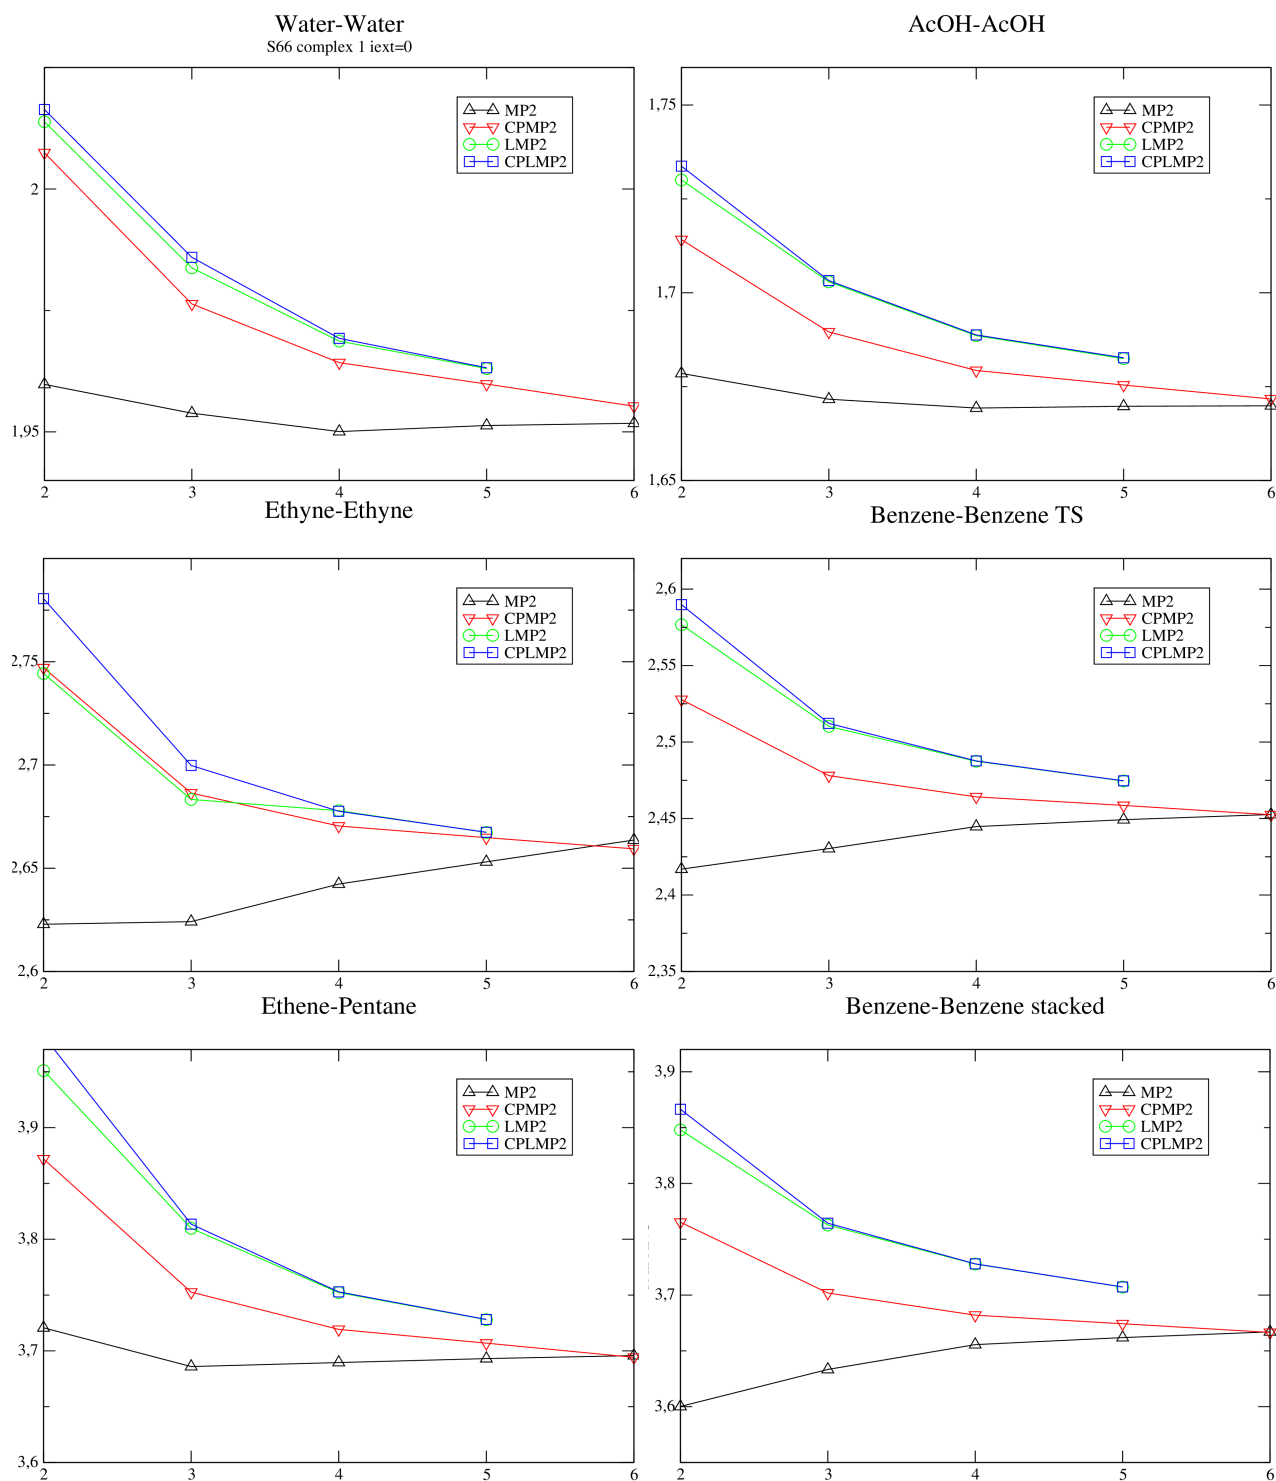 Water-Water
S66 complex 1 iext=0
MP2
CPMP2
LMP2
CPLMP2
2
1,95
2 3 4 5 6
AcOH-AcOH
MP2
CPMP2
LMP2
CPLMP2
1,75
1,7
1,65
2 3 4 5 6
Ethyne-Ethyne
MP2
CPMP2
LMP2
CPLMP2
2,75
2,7
2,65
2,6
2 3 4 5 6
Benzene-Benzene TS
MP2
CPMP2
LMP2
CPLMP2
2,6
2,55
2,5
2,45
2,4
2,35
2 3 4 5 6
Ethene-Pentane
MP2
CPMP2
LMP2
CPLMP2
3,9
3,8
3,7
3,6
2 3 4 5 6
Benzene-Benzene stacked
MP2
CPMP2
LMP2
CPLMP2
3,9
3,8
3,7
3,6
2 3 4 5 6